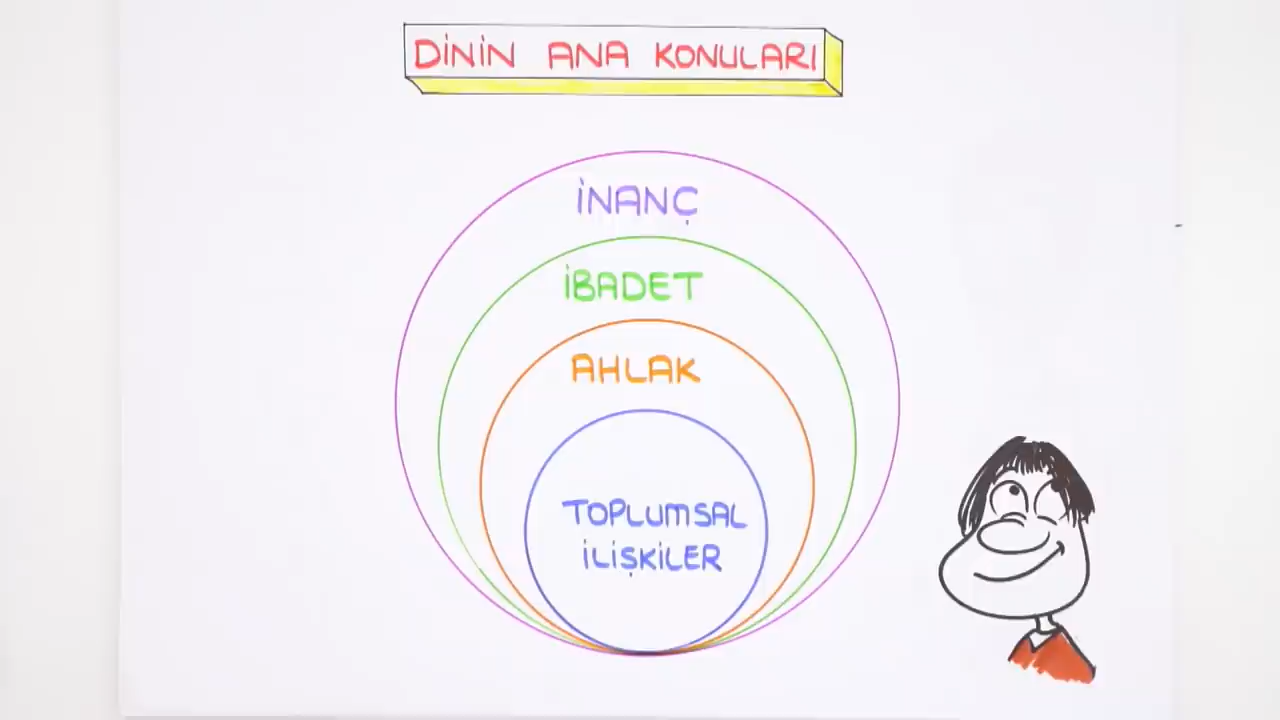 DİNİN ANA KONULARI
İNANÇ
İBADET
AHLAK
TOPLUMSAL
İLİŞKİLER